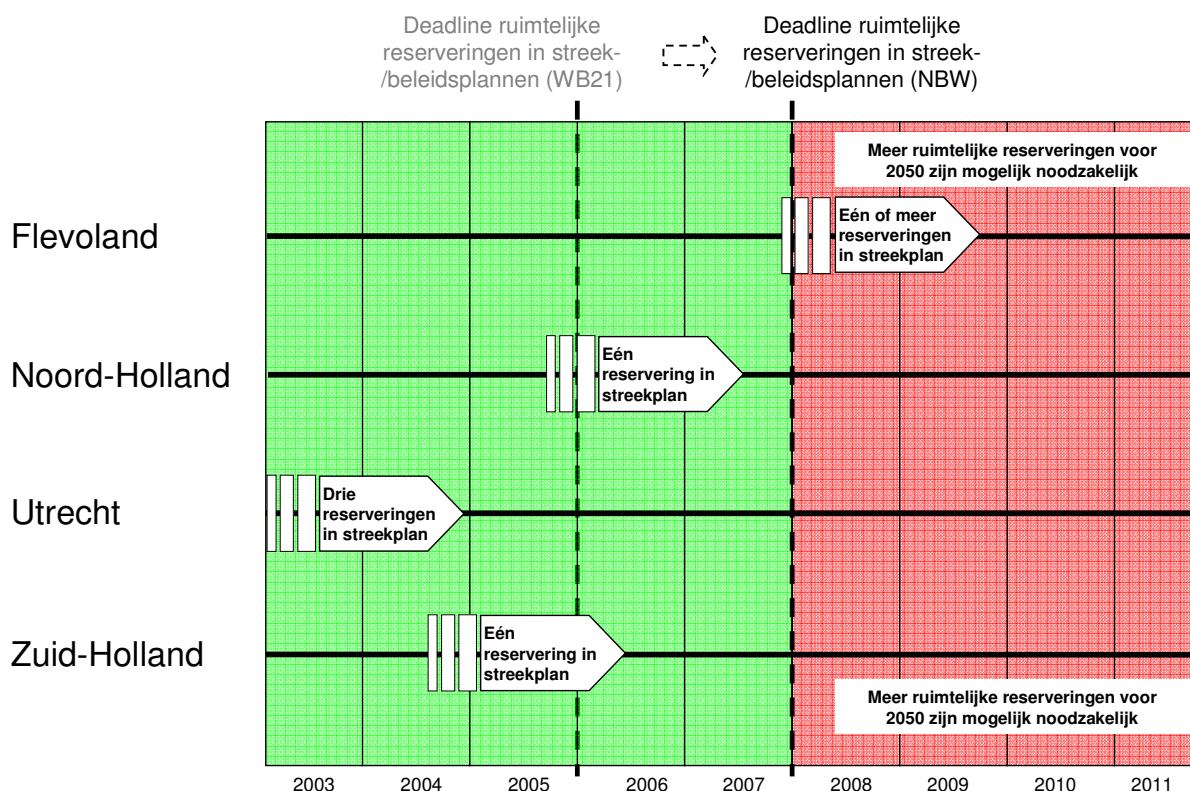 Deadline ruimtelijke
reserveringen in streek-
/beleidsplannen (WB21)
Deadline ruimtelijke
reserveringen in streek-
/beleidsplannen (NBW)
Meer ruimtelijke reserveringen voor
2050 zijn mogelijk noodzakelijk
Flevoland
Eén of meer
reserveringen
in streekplan
Noord-Holland
Eén
reservering in
streekplan
Utrecht
Drie
reserveringen
in streekplan
Zuid-Holland
Eén
reservering in
streekplan
Meer ruimtelijke reserveringen voor
2050 zijn mogelijk noodzakelijk
2003 2004 2005 2006 2007 2008 2009 2010 2011